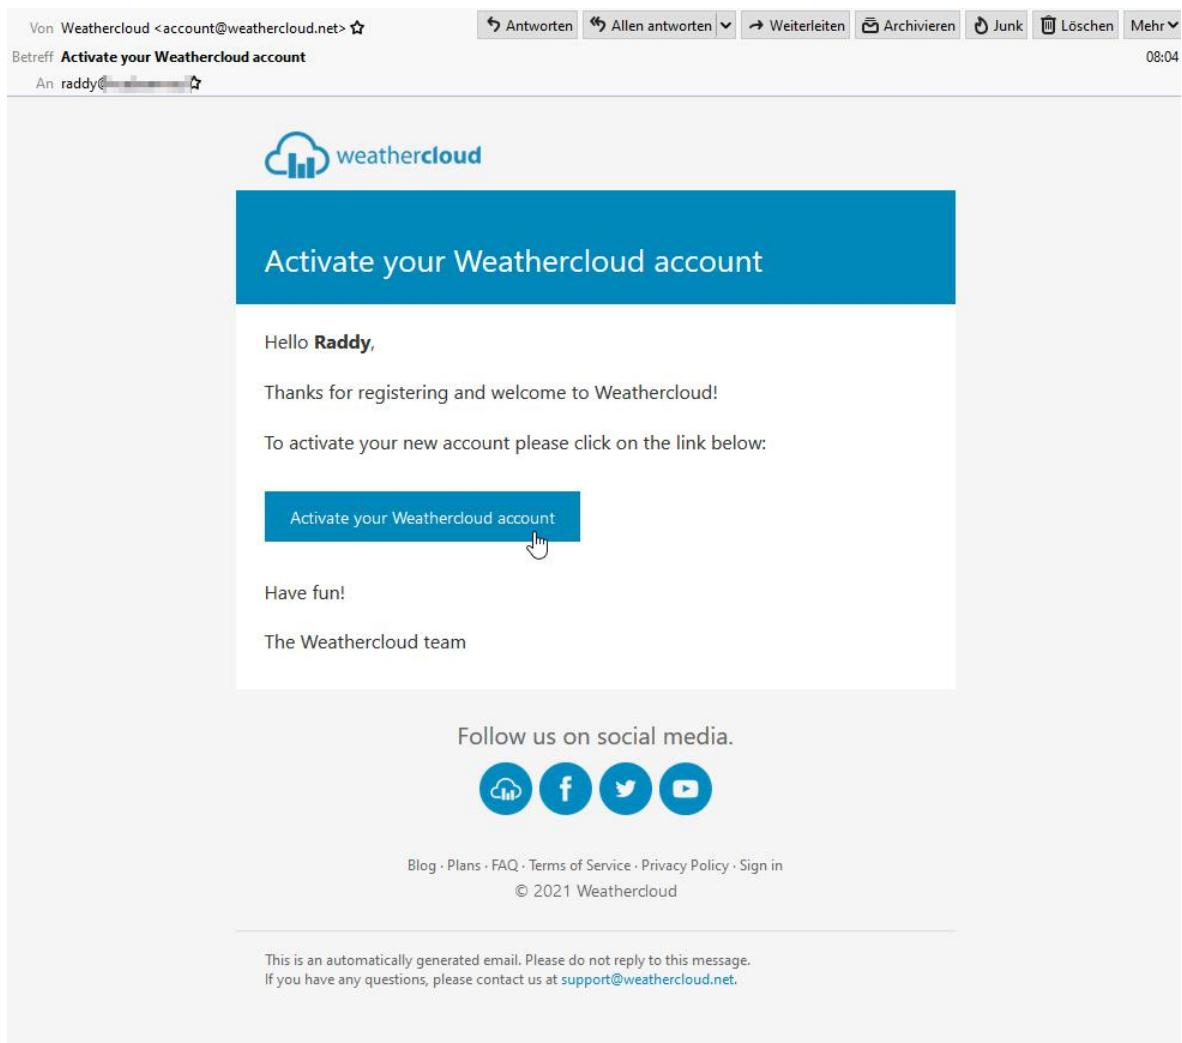 Von Weathercloud <account@weathercloud.net> Antworten Allen antworten Weiterleiten Archivieren Junk Löschen Mehr
Betreff Activate your Weathercloud account 08:04
An raddy@
weathercloud
Activate your Weathercloud account
Hello Raddy,
Thanks for registering and welcome to Weathercloud!
To activate your new account please click on the link below:
Activate your Weathercloud account
Have fun!
The Weathercloud team
Follow us on social media.
Blog · Plans · FAQ · Terms of Service · Privacy Policy · Sign in
© 2021 Weathercloud
This is an automatically generated email. Please do not reply to this message.
If you have any questions, please contact us at support@weathercloud.net.